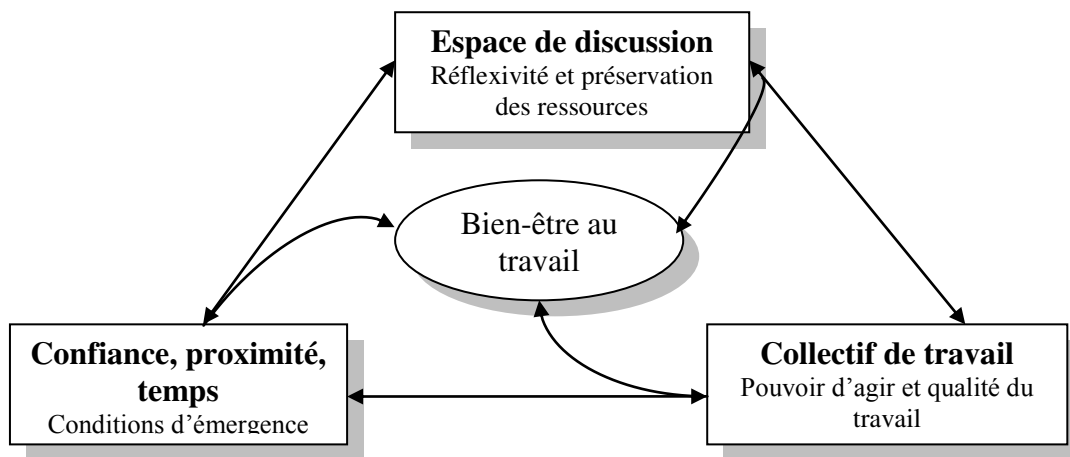 Espace de discussion
Réflexivité et préservation
des ressources
Bien-être au
travail
Confiance, proximité,
temps
Conditions d'émergence
Collectif de travail
Pouvoir d'agir et qualité du
travail